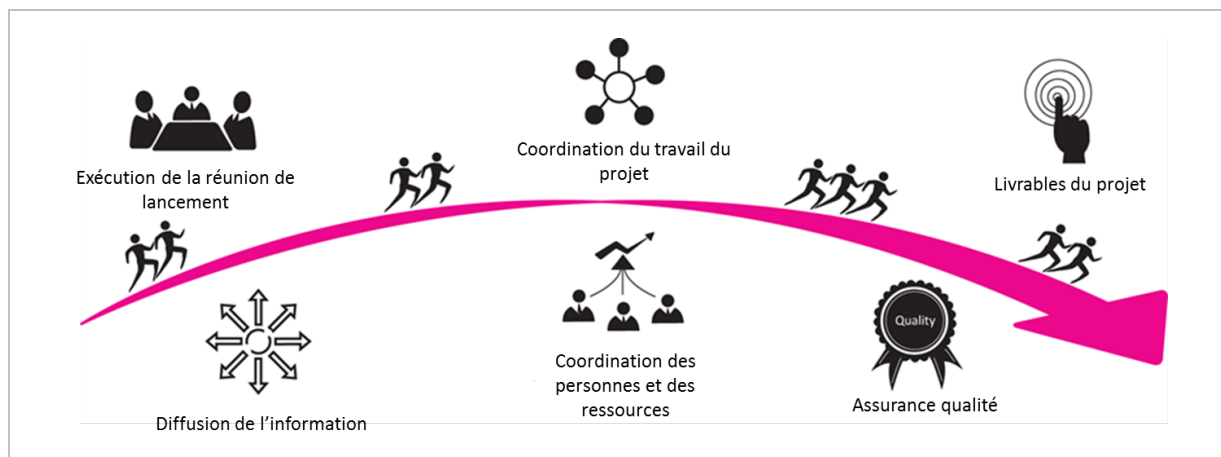 Exécution de la réunion de
lancement
Diffusion de l’information
Coordination du travail du
projet
Coordination des
personnes et des
ressources
Quality
Assurance qualité
Livrables du projet